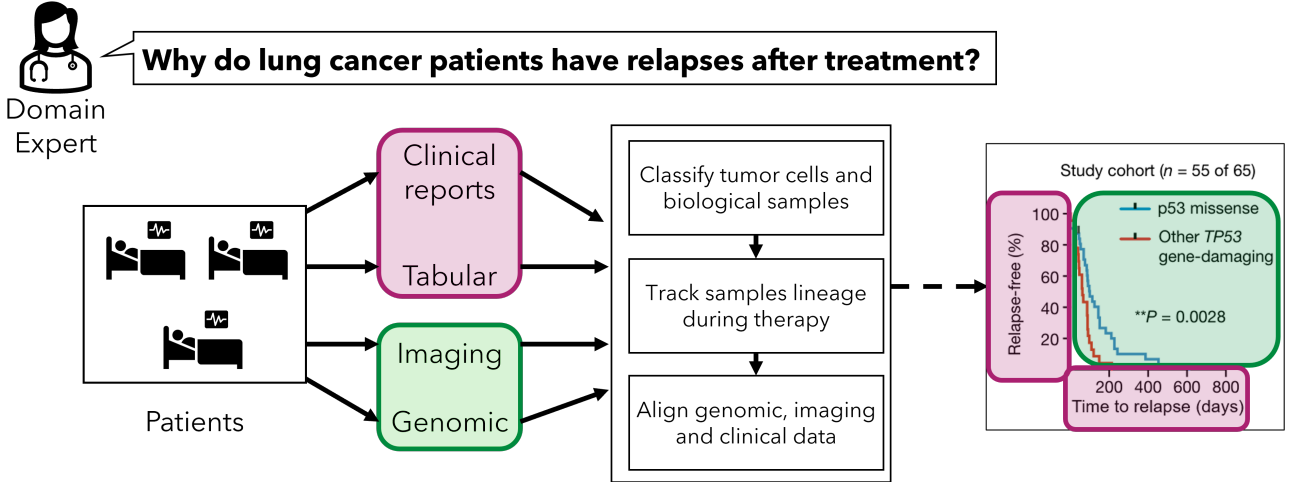 Why do lung cancer patients have relapses after treatment?
Domain
Expert
Patients
Clinical
reports
Tabular
Imaging
Genomic
Classify tumor cells and
biological samples
Track samples lineage
during therapy
Align genomic, imaging
and clinical data
Study cohort (n = 55 of 65)
p53 missense
Other TP53
gene-damaging
**P = 0.0028
Relapse-free (%)
100
80
60
40
20
200 400 600 800
Time to relapse (days)